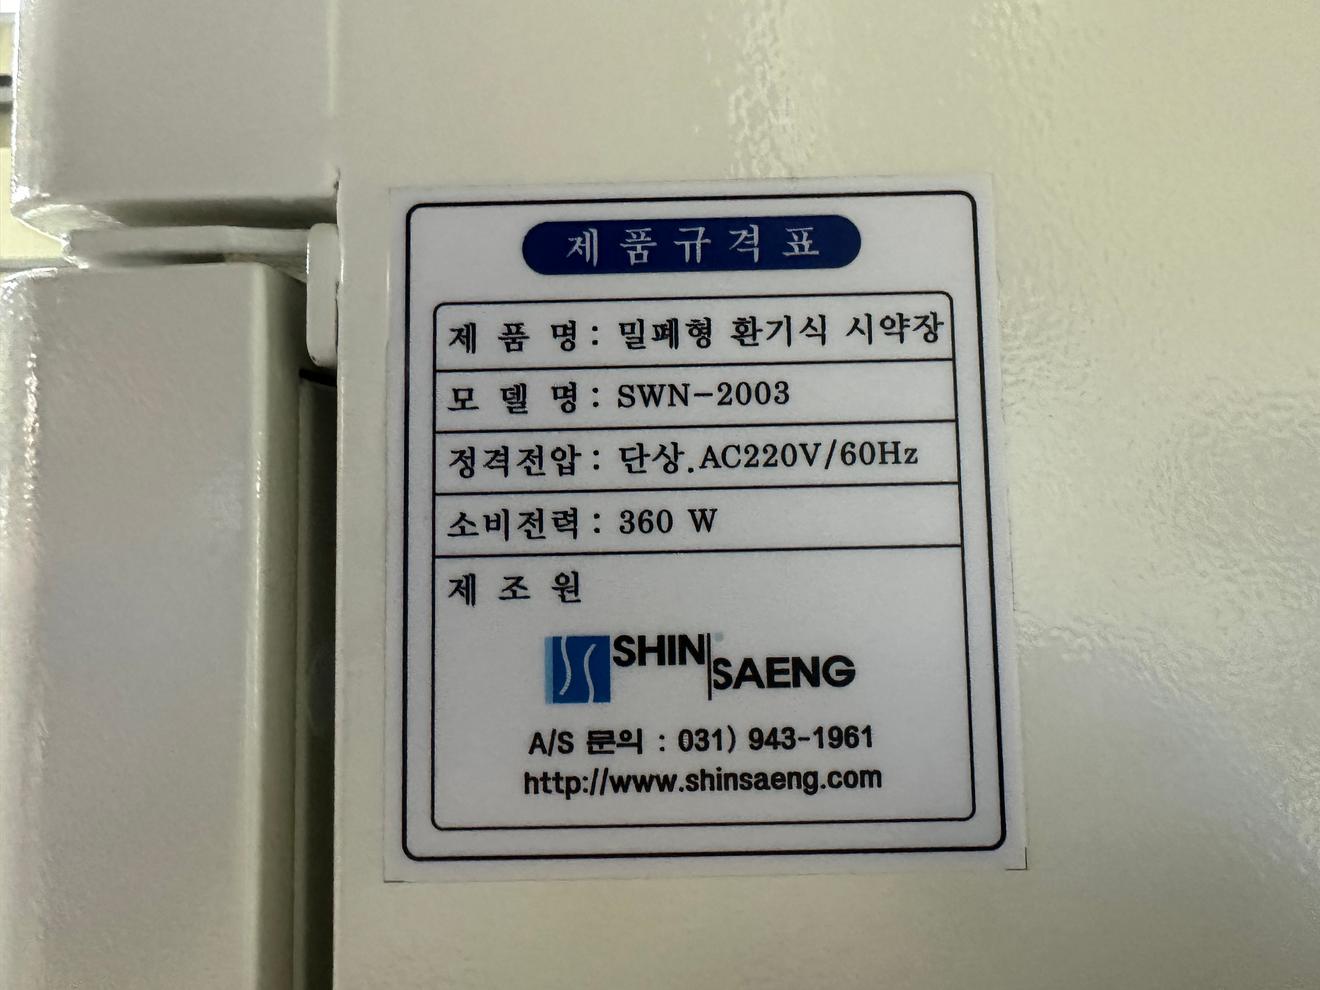 제품규격표
제 품 명 : 밀폐형 환기식 시약장
모 델 명 : SWN-2003
정격전압 : 단상.AC220V/60Hz
소비전력 : 360 W
제 조 원
SHIN SAENG
A/S 문의 : 031) 943-1961
http://www.shinsaeng.com